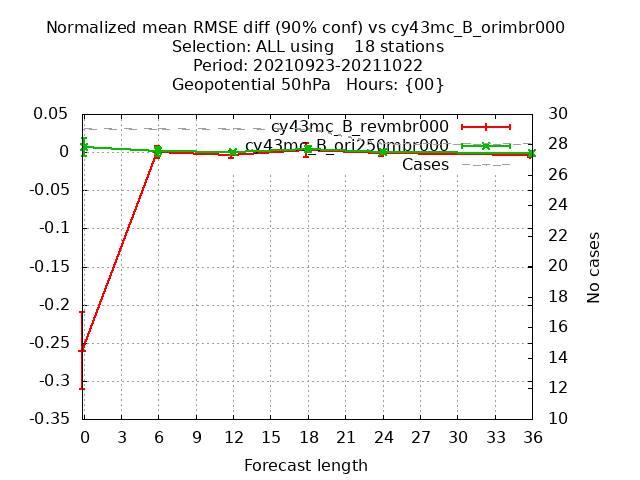 Normalized mean RMSE diff (90% conf) vs cy43mc_B_orimbr000
Selection: ALL using 18 stations
Period: 20210923-20211022
Geopotential 50hPa Hours: {00}
0.05
0
-0.05
-0.1
-0.15
-0.2
-0.25
-0.3
-0.35
cy43mc_B_revmbr000
cy43mc_B_ori250mbr000
Cases
30
28
26
24
22
20
18
16
14
12
10
No cases
0 3 6 9 12 15 18 21 24 27 30 33 36
Forecast length